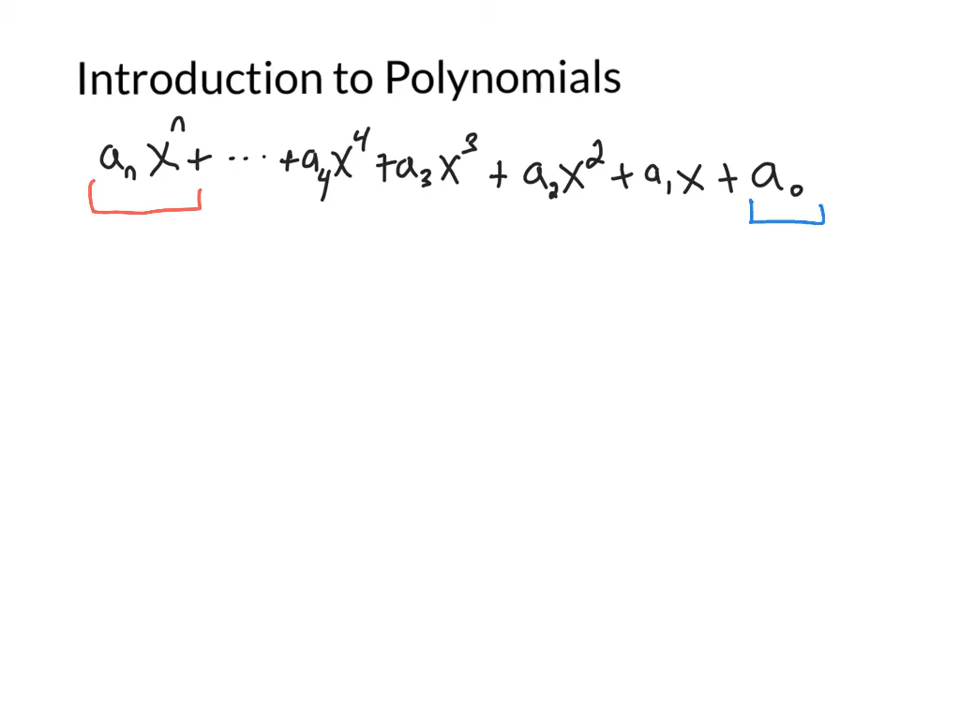 Introduction to Polynomials
aₙxⁿ + ··· + a₄x⁴ + a₃x³ + a₂x² + a₁x + a₀